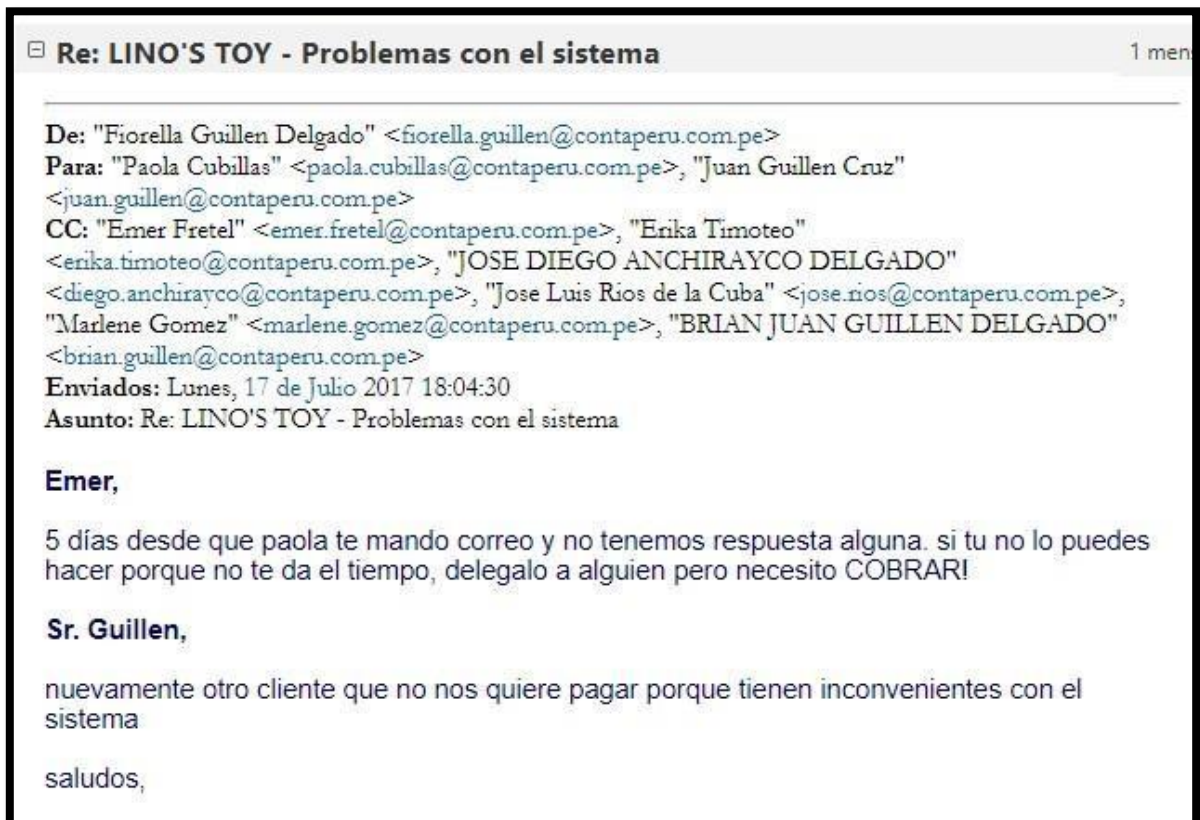 Re: LINO'S TOY - Problemas con el sistema 1 men
De: "Fiorella Guillen Delgado" <fiorella.guillen@contaperu.com.pe>
Para: "Paola Cubillas" <paola.cubillas@contaperu.com.pe>, "Juan Guillen Cruz"
<juan.guillen@contaperu.com.pe>
CC: "Emer Fretel" <emer.fretel@contaperu.com.pe>, "Erika Timoteo"
<erika.timoteo@contaperu.com.pe>, "JOSE DIEGO ANCHIRAYCO DELGADO"
<diego.anchirayco@contaperu.com.pe>, "Jose Luis Rios de la Cuba" <jose.rios@contaperu.com.pe>,
"Marlene Gomez" <marlene.gomez@contaperu.com.pe>, "BRIAN JUAN GUILLEN DELGADO"
<brian.guillen@contaperu.com.pe>
Enviados: Lunes, 17 de Julio 2017 18:04:30
Asunto: Re: LINO'S TOY - Problemas con el sistema
Emer,
5 días desde que paola te mando correo y no tenemos respuesta alguna. si tu no lo puedes
hacer porque no te da el tiempo, delegalo a alguien pero necesito COBRAR!
Sr. Guillen,
nuevamente otro cliente que no nos quiere pagar porque tienen inconvenientes con el
sistema
saludos,